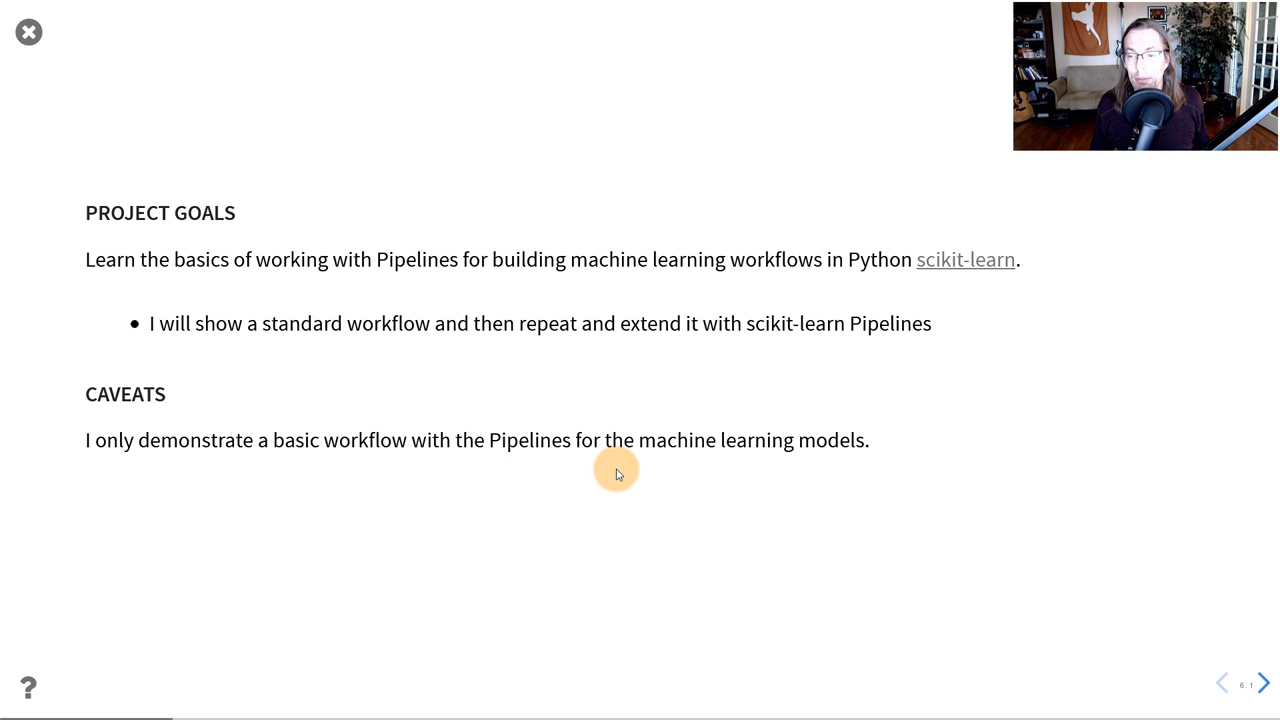 PROJECT GOALS
Learn the basics of working with Pipelines for building machine learning workflows in Python scikit-learn.
I will show a standard workflow and then repeat and extend it with scikit-learn Pipelines
CAVEATS
I only demonstrate a basic workflow with the Pipelines for the machine learning models.
?
6.1